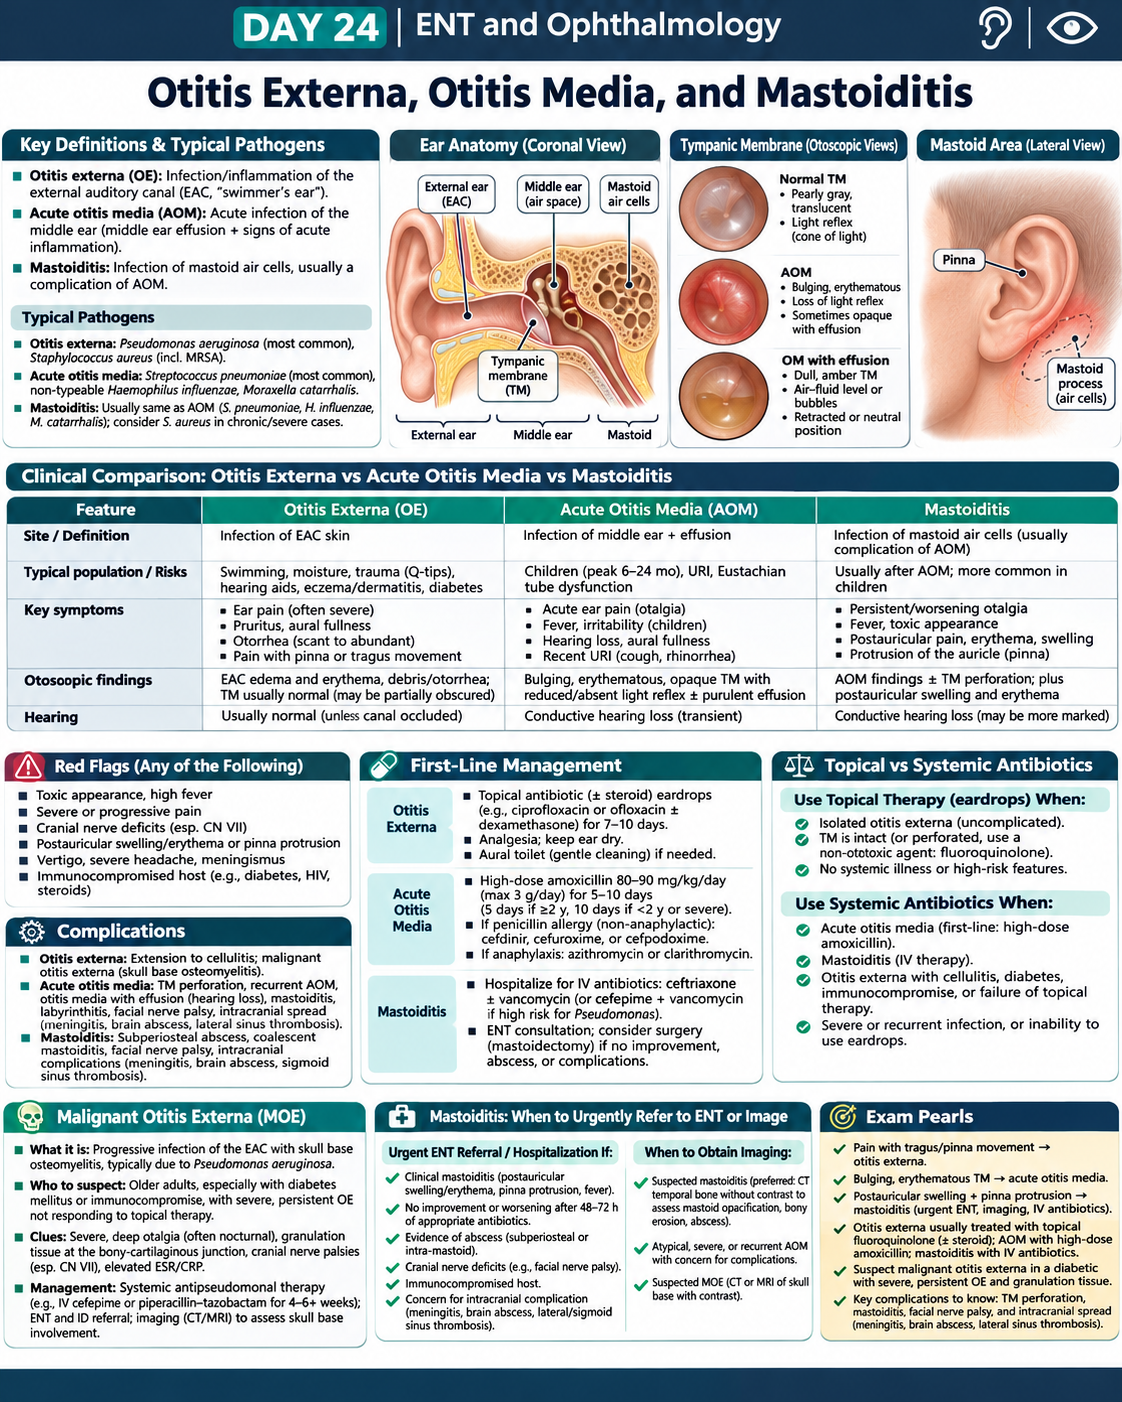 DAY 24 | ENT and Ophthalmology
Otitis Externa, Otitis Media, and Mastoiditis
Key Definitions & Typical Pathogens
Otitis externa (OE): Infection/inflammation of the
external auditory canal (EAC, "swimmer's ear").
Acute otitis media (AOM): Acute infection of the
middle ear (middle ear effusion + signs of acute
inflammation).
Mastoiditis: Infection of mastoid air cells, usually a
complication of AOM.
Typical Pathogens
Otitis externa: Pseudomonas aeruginosa (most common),
Staphylococcus aureus (incl. MRSA).
Acute otitis media: Streptococcus pneumoniae (most common),
non-typeable Haemophilus influenzae, Moraxella catarrhalis.
Mastoiditis: Usually same as AOM (S. pneumoniae, H. influenzae,
M. catarrhalis); consider S. aureus in chronic/severe cases.
Ear Anatomy (Coronal View)
External ear
(EAC)
Middle ear
(air space)
Mastoid
air cells
Tympanic
membrane
(TM)
External ear
Middle ear
Mastoid
Tympanic Membrane (Otoscopic Views)
Normal TM
• Pearly gray,
translucent
• Light reflex
(cone of light)
AOM
• Bulging, erythematous
• Loss of light reflex
• Sometimes opaque
with effusion
OM with effusion
• Dull, amber TM
• Air–fluid level or
bubbles
• Retracted or neutral
position
Mastoid Area (Lateral View)
Pinna
Mastoid
process
(air cells)
Clinical Comparison: Otitis Externa vs Acute Otitis Media vs Mastoiditis
Feature
Otitis Externa (OE)
Acute Otitis Media (AOM)
Mastoiditis
Site / Definition
Infection of EAC skin
Infection of middle ear + effusion
Infection of mastoid air cells (usually
complication of AOM)
Typical population / Risks
Swimming, moisture, trauma (Q-tips),
hearing aids, eczema/dermatitis, diabetes
Children (peak 6–24 mo), URI, Eustachian
tube dysfunction
Usually after AOM; more common in
children
Key symptoms
Ear pain (often severe)
Pruritus, aural fullness
Otorrhea (scant to abundant)
Pain with pinna or tragus movement
Acute ear pain (otalgia)
Fever, irritability (children)
Hearing loss, aural fullness
Recent URI (cough, rhinorrhea)
Persistent/worsening otalgia
Fever, toxic appearance
Postauricular pain, erythema, swelling
Protrusion of the auricle (pinna)
Otosoopic findings
EAC edema and erythema, debris/otorrhea;
TM usually normal (may be partially obscured)
Bulging, erythematous, opaque TM with
reduced/absent light reflex ± purulent effusion
AOM findings ± TM perforation; plus
postauricular swelling and erythema
Hearing
Usually normal (unless canal occluded)
Conductive hearing loss (transient)
Conductive hearing loss (may be more marked)
Red Flags (Any of the Following)
Toxic appearance, high fever
Severe or progressive pain
Cranial nerve deficits (esp. CN VII)
Postauricular swelling/erythema or pinna protrusion
Vertigo, severe headache, meningismus
Immunocompromised host (e.g., diabetes, HIV,
steroids)
Complications
Otitis externa: Extension to cellulitis; malignant
otitis externa (skull base osteomyelitis).
Acute otitis media: TM perforation, recurrent AOM,
otitis media with effusion (hearing loss), mastoiditis,
labyrinthitis, facial nerve palsy, intracranial spread
(meningitis, brain abscess, lateral sinus thrombosis).
Mastoiditis: Subperiosteal abscess, coalescent
mastoiditis, facial nerve palsy, intracranial
complications (meningitis, brain abscess, sigmoid
sinus thrombosis).
First-Line Management
Otitis
Externa
Topical antibiotic (± steroid) eardrops
(e.g., ciprofloxacin or ofloxacin ±
dexamethasone) for 7–10 days.
Analgesia; keep ear dry.
Aural toilet (gentle cleaning) if needed.
Acute
Otitis
Media
High-dose amoxicillin 80–90 mg/kg/day
(max 3 g/day) for 5–10 days
(5 days if ≥2 y, 10 days if <2 y or severe).
If penicillin allergy (non-anaphylactic):
cefdinir, cefuroxime, or cefpodoxime.
If anaphylaxis: azithromycin or clarithromycin.
Mastoiditis
Hospitalize for IV antibiotics: ceftriaxone
± vancomycin (or cefepime + vancomycin
if high risk for Pseudomonas).
ENT consultation; consider surgery
(mastoidectomy) if no improvement,
abscess, or complications.
Topical vs Systemic Antibiotics
Use Topical Therapy (eardrops) When:
Isolated otitis externa (uncomplicated).
TM is intact (or perforated, use a
non-ototoxic agent: fluoroquinolone).
No systemic illness or high-risk features.
Use Systemic Antibiotics When:
Acute otitis media (first-line: high-dose
amoxicillin).
Mastoiditis (IV therapy).
Otitis externa with cellulitis, diabetes,
immunocompromise, or failure of topical
therapy.
Severe or recurrent infection, or inability to
use eardrops.
Malignant Otitis Externa (MOE)
What it is: Progressive infection of the EAC with skull base
osteomyelitis, typically due to Pseudomonas aeruginosa.
Who to suspect: Older adults, especially with diabetes
mellitus or immunocompromise, with severe, persistent OE
not responding to topical therapy.
Clues: Severe, deep otalgia (often nocturnal), granulation
tissue at the bony-cartilaginous junction, cranial nerve palsies
(esp. CN VII), elevated ESR/CRP.
Management: Systemic antipseudomonal therapy
(e.g., IV cefepime or piperacillin–tazobactam for 4–6+ weeks);
ENT and ID referral; imaging (CT/MRI) to assess skull base
involvement.
Mastoiditis: When to Urgently Refer to ENT or Image
Urgent ENT Referral / Hospitalization If:
Clinical mastoiditis (postauricular
swelling/erythema, pinna protrusion, fever).
No improvement or worsening after 48–72 h
of appropriate antibiotics.
Evidence of abscess (subperiosteal or
intra-mastoid).
Cranial nerve deficits (e.g., facial nerve palsy).
Immunocompromised host.
Concern for intracranial complication
(meningitis, brain abscess, lateral/sigmoid
sinus thrombosis).
When to Obtain Imaging:
Suspected mastoiditis (preferred: CT
temporal bone without contrast to
assess mastoid opacification, bony
erosion, abscess).
Atypical, severe, or recurrent AOM
with concern for complications.
Suspected MOE (CT or MRI of skull
base with contrast).
Exam Pearls
Pain with tragus/pinna movement →
otitis externa.
Bulging, erythematous TM → acute otitis media.
Postauricular swelling + pinna protrusion →
mastoiditis (urgent ENT, imaging, IV antibiotics).
Otitis externa usually treated with topical
fluoroquinolone (± steroid); AOM with high-dose
amoxicillin; mastoiditis with IV antibiotics.
Suspect malignant otitis externa in a diabetic
with severe, persistent OE and granulation tissue.
Key complications to know: TM perforation,
mastoiditis, facial nerve palsy, and intracranial spread
(meningitis, brain abscess, lateral sinus thrombosis).